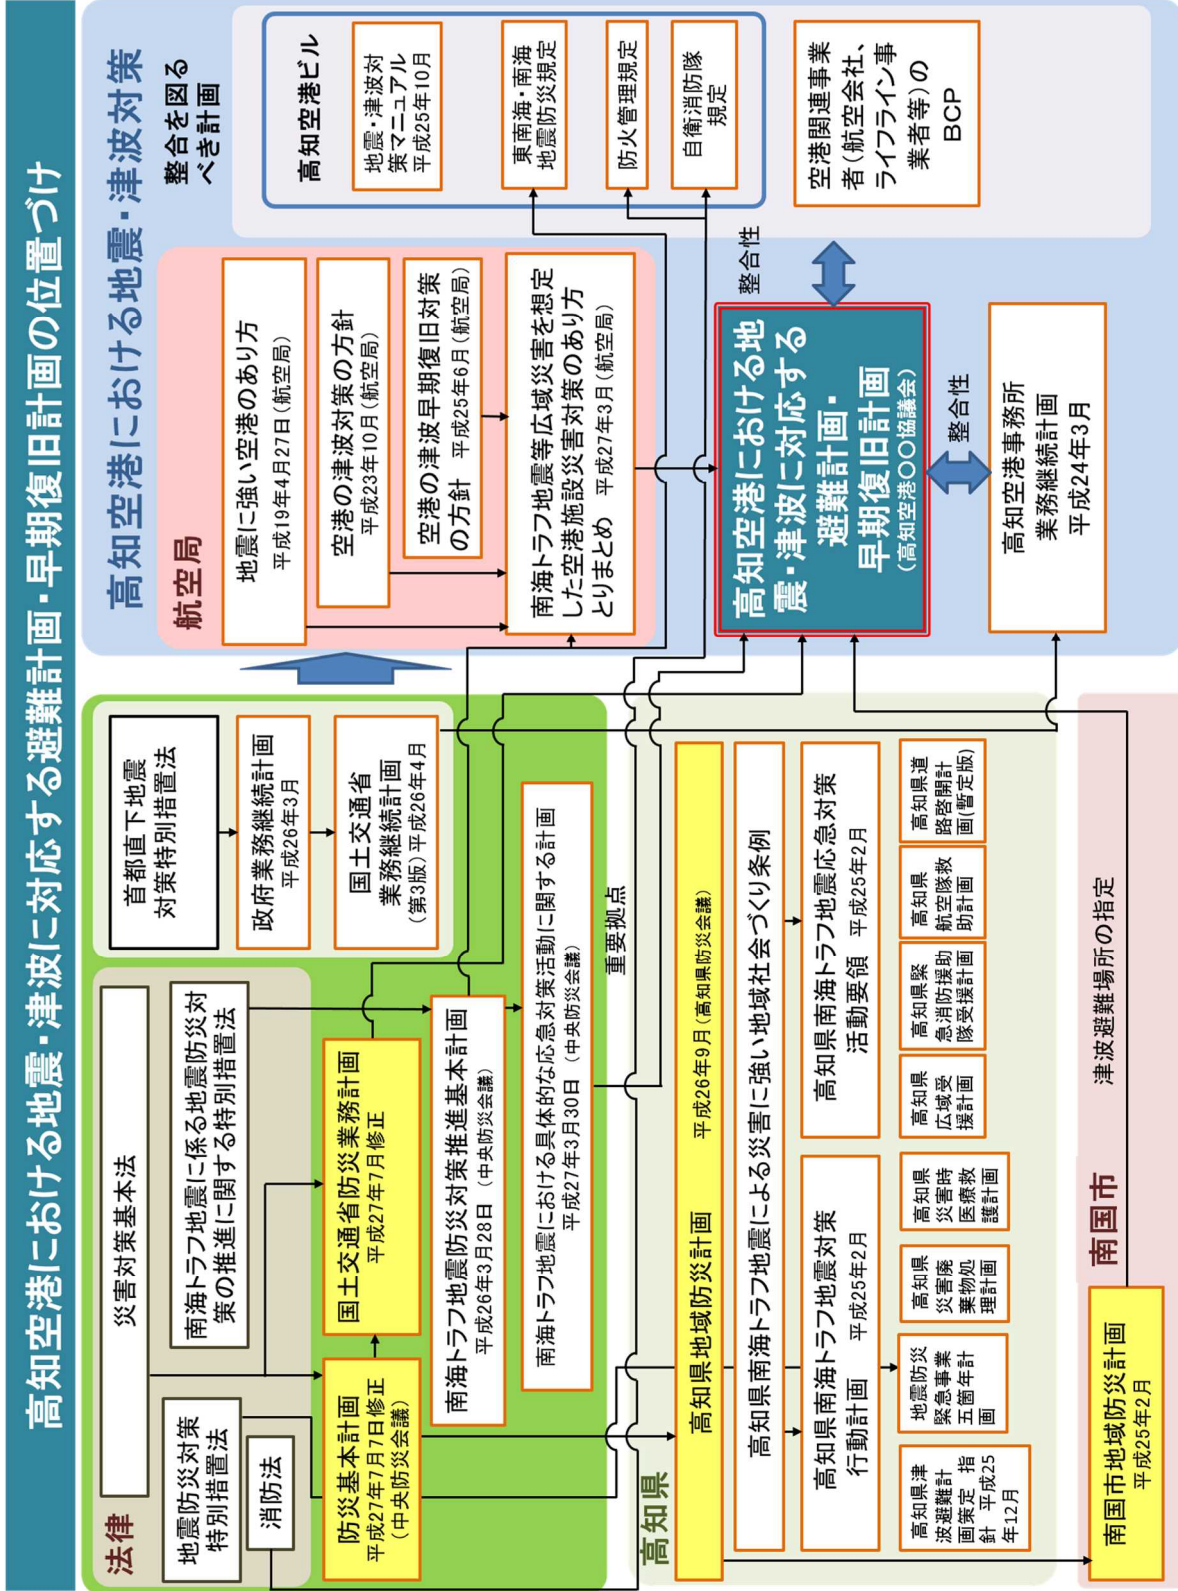 高知空港における地震・津波に対応する避難計画・早期復旧計画の位置づけ
法律
災害対策基本法
地震防災対策
特別措置法
消防法
南海トラフ地震に係る地震防災対
策の推進に関する特別措置法
首都直下地震
対策特別措置法
政府業務継続計画
平成26年3月
国土交通省
業務継続計画
(第3版)平成26年4月
防災基本計画
平成27年7月7日修正
(中央防災会議)
国土交通省防災業務計画
平成27年7月修正
南海トラフ地震防災対策推進基本計画
平成26年3月28日(中央防災会議)
南海トラフ地震における具体的な応急対策活動に関する計画
平成27年3月30日(中央防災会議)
重要拠点
高知県
高知県地域防災計画 平成26年9月(高知県防災会議)
高知県南海トラフ地震による災害に強い地域社会づくり条例
高知県南海トラフ地震対策
行動計画 平成25年2月
高知県南海トラフ地震応急対策
活動要領 平成25年2月
高知県津
波避難計
画策定 指
針 平成25
年12月
地震防災
緊急事業
五箇年計
画
高知県
災害廃
棄物処
理計画
高知県
災害時
医療救
護計画
高知県
広域受
援計画
高知県緊
急消防援助
隊受援計画
高知県
航空隊救
助計画
高知県道
路啓開計
画(暫定版)
南国市
南国市地域防災計画
平成25年2月
津波避難場所の指定
高知空港における地震・津波対策
航空局
地震に強い空港のあり方
平成19年4月27日(航空局)
空港の津波対策の方針
平成23年10月(航空局)
空港の津波早期復旧対策
の方針 平成25年6月(航空局)
南海トラフ地震等広域災害を想定
した空港施設災害対策のあり方
とりまとめ 平成27年3月(航空局)
整合を図る
べき計画
高知空港ビル
地震・津波対
策マニュアル
平成25年10月
東南海・南海
地震防災規定
防火管理規定
自衛消防隊
規定
空港関連事業
者(航空会社、
ライフライン事
業者等)の
BCP
整合性
高知空港における地
震・津波に対応する
避難計画・
早期復旧計画
(高知空港〇〇協議会)
整合性
高知空港事務所
業務継続計画
平成24年3月